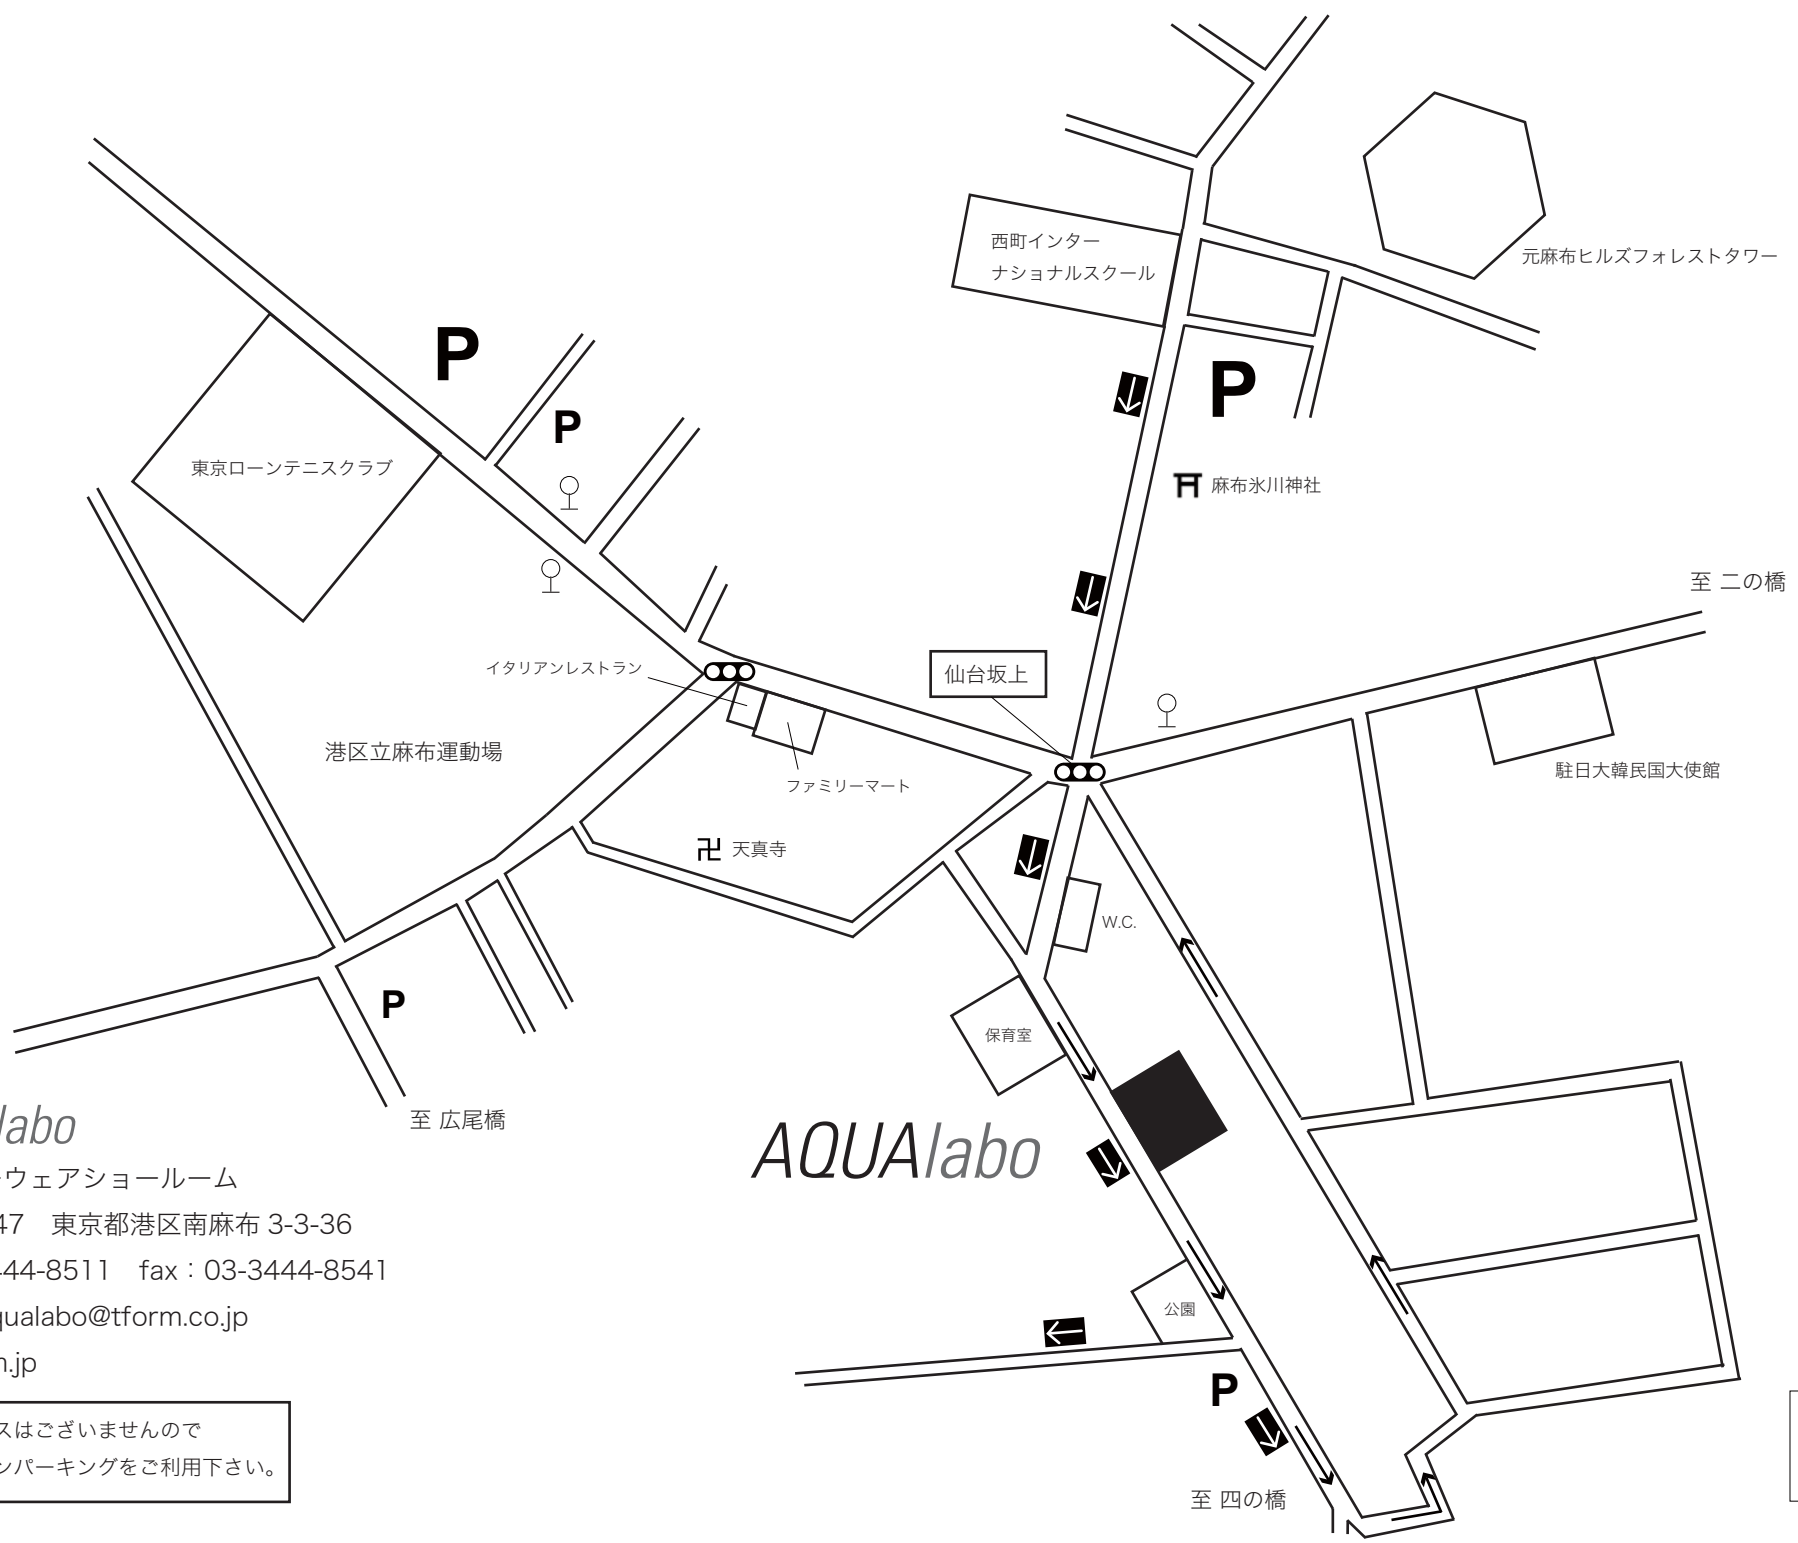 西町インター
ナショナルスクール
元麻布ヒルズフォレストタワー
P
P
P
東京ローンテニスクラブ
麻布氷川神社
至 二の橋
イタリアンレストラン
仙台坂上
港区立麻布運動場
ファミリーマート
駐日大韓民国大使館
卍 天真寺
W.C.
P
保育室
至 広尾橋
labo
AQUAlabo
ウェアショールーム
47 東京都港区南麻布 3-3-36
444-8511 fax：03-3444-8541
qualabo@tform.co.jp
公園
m.jp
P
スはございませんので
ンパーキングをご利用下さい。
至 四の橋